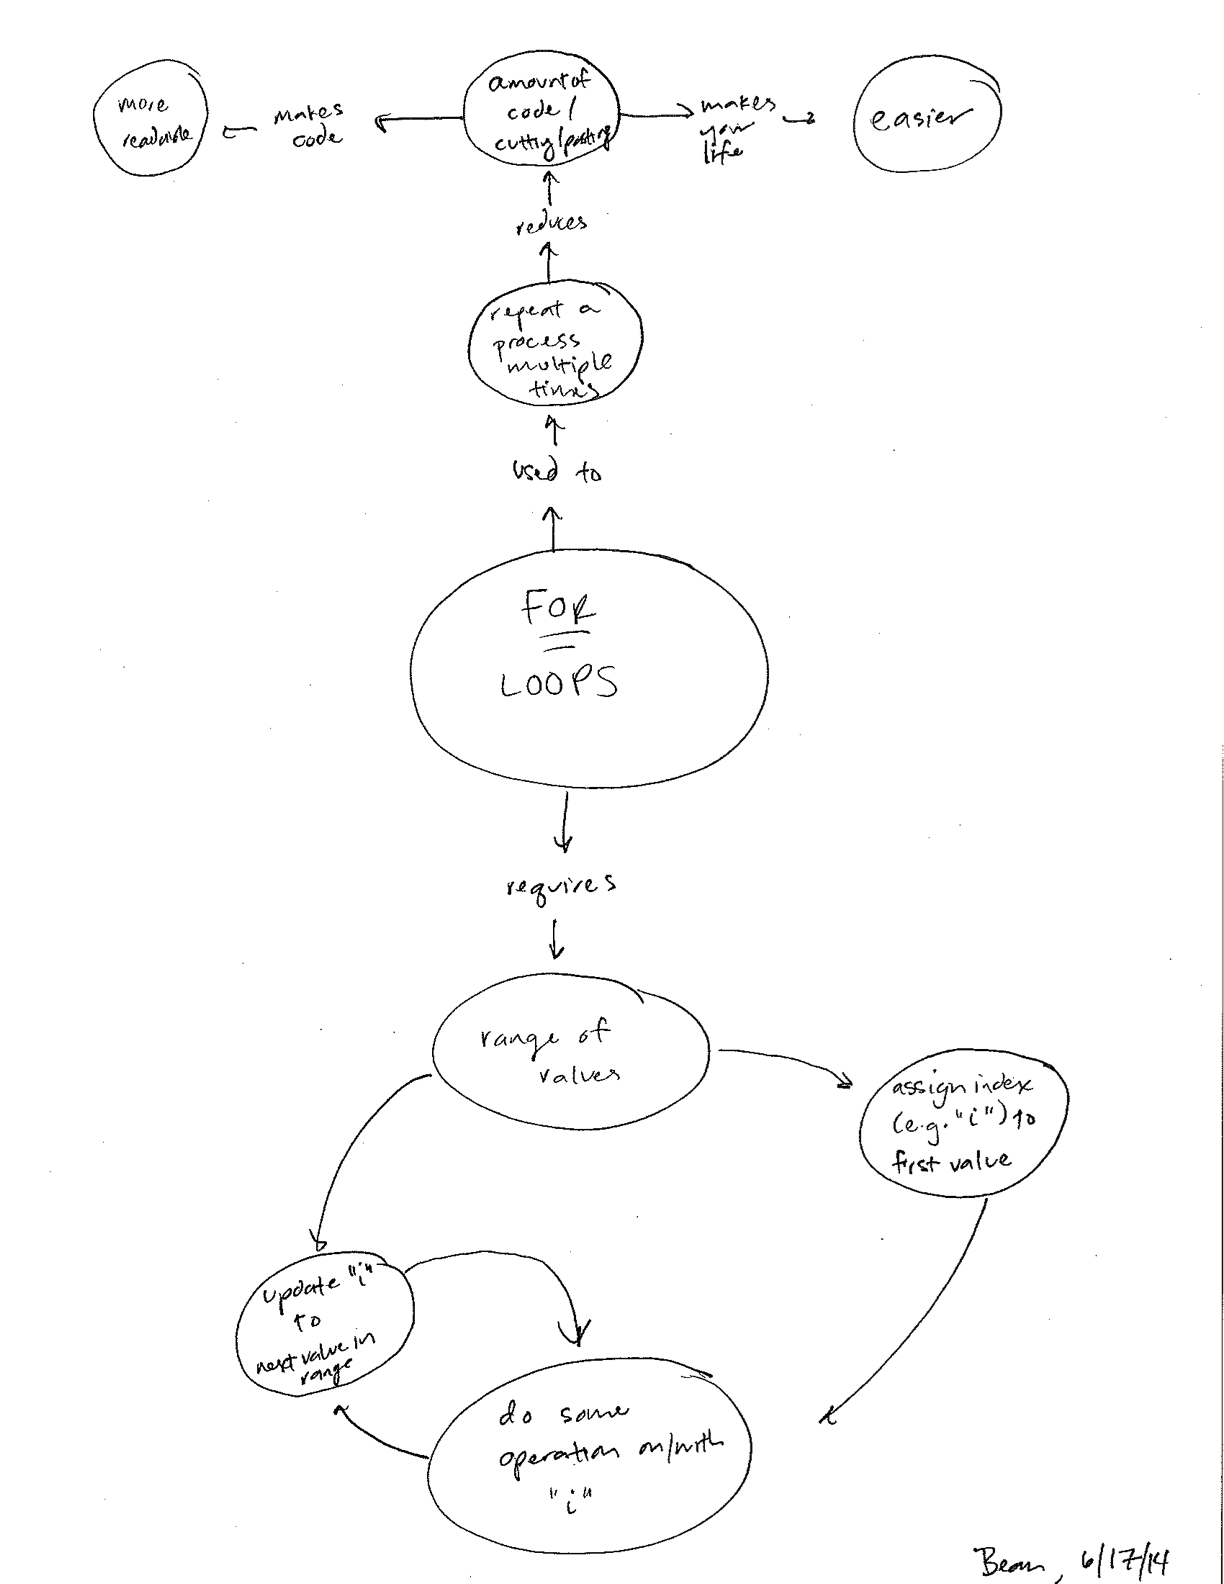 more
readable
makes
code
amount of
code /
cutting/pasting
makes
your
life
easier
reduces
repeat a
process
multiple
times
used to
FOR
LOOPS
requires
range of
values
assign index
(e.g. "i") to
first value
update "i"
to
next value in
range
do some
operation on/with
"i"
6/17/14